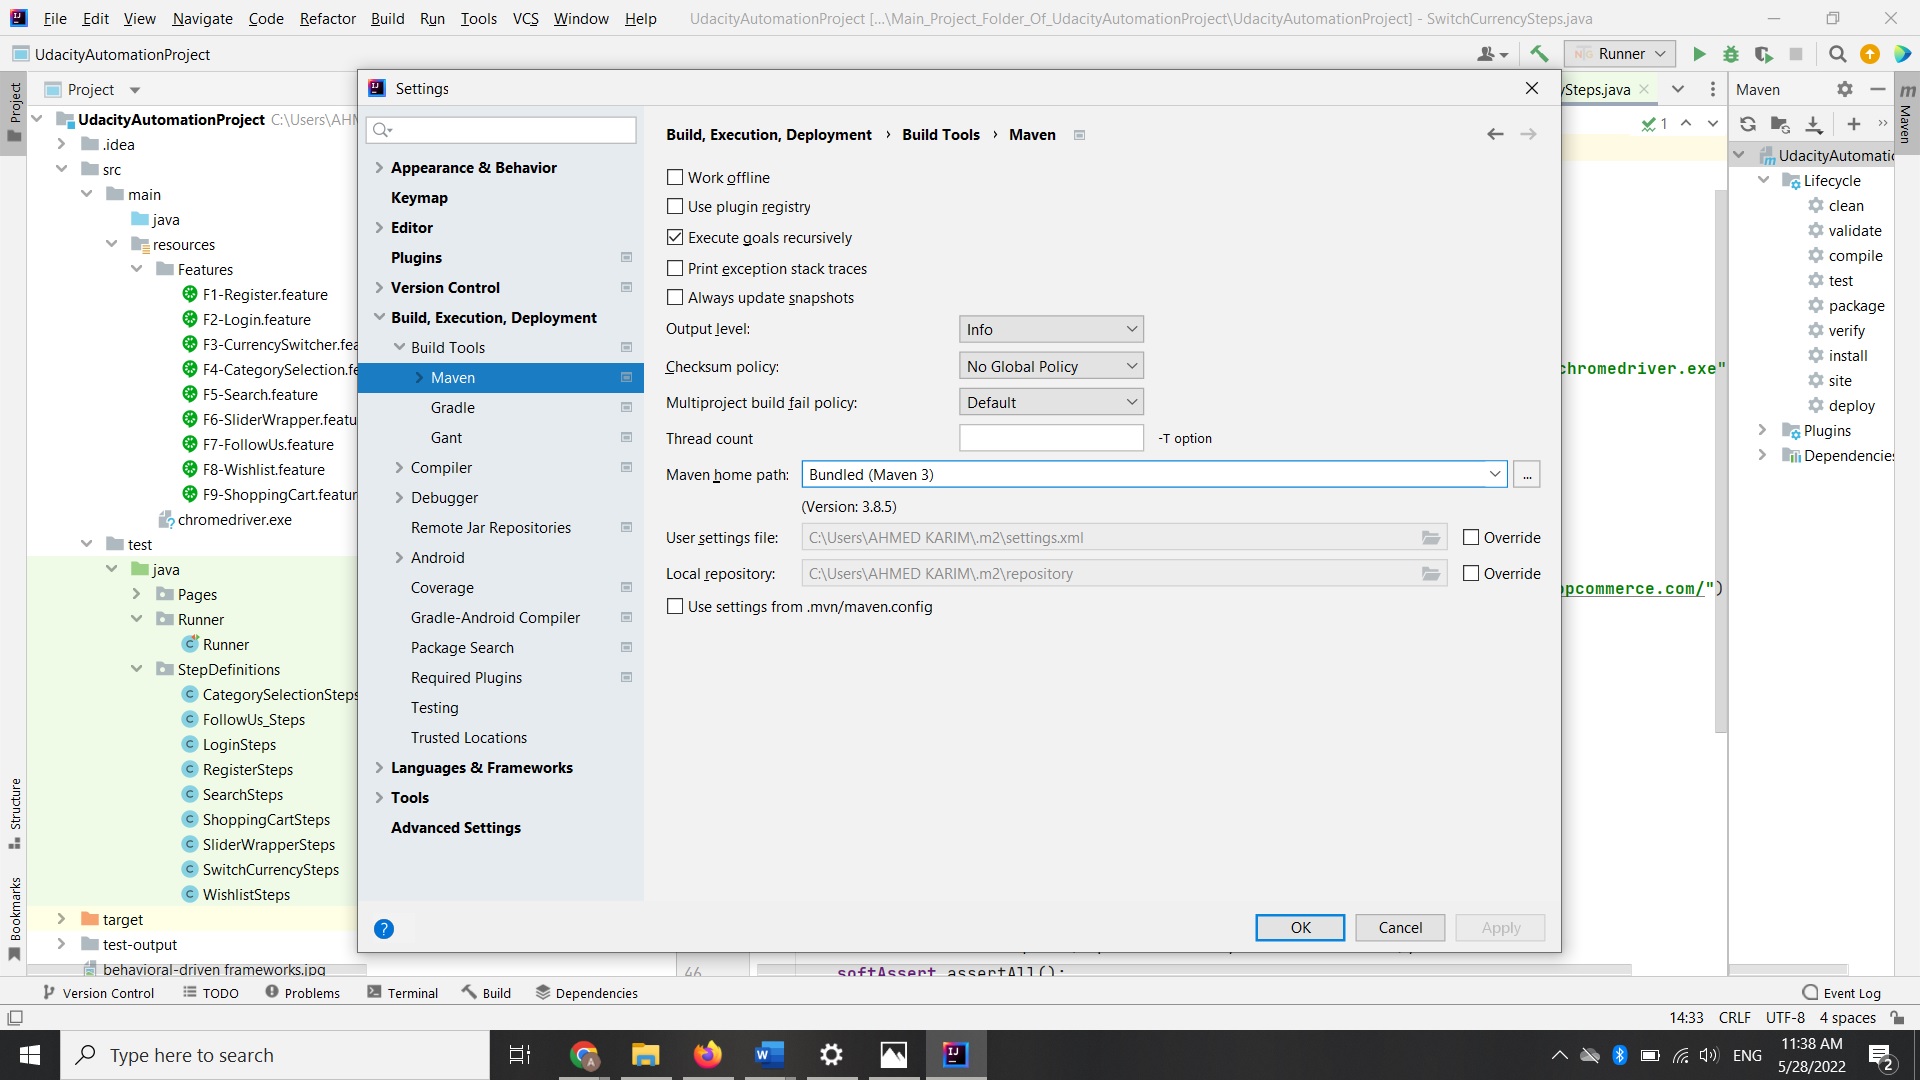 File Edit View Navigate Code Refactor Build Run Tools VCS Window Help UdacityAutomationProject [...\Main_Project_Folder_Of_UdacityAutomationProject\UdacityAutomationProject] - SwitchCurrencySteps.java
UdacityAutomationProject
Runner
Project
Project
Structure
Bookmarks
UdacityAutomationProject C:\Users\AHM
.idea
src
main
java
resources
Features
F1-Register.feature
F2-Login.feature
F3-CurrencySwitcher.fea
F4-CategorySelection.fe
F5-Search.feature
F6-SliderWrapper.featu
F7-FollowUs.feature
F8-Wishlist.feature
F9-ShoppingCart.featur
chromedriver.exe
test
java
Pages
Runner
Runner
StepDefinitions
CategorySelectionSteps
FollowUs_Steps
LoginSteps
RegisterSteps
SearchSteps
ShoppingCartSteps
SliderWrapperSteps
SwitchCurrencySteps
WishlistSteps
target
test-output
behavioral-driven frameworks.jpg
Settings
Appearance & Behavior
Keymap
Editor
Plugins
Version Control
Build, Execution, Deployment
Build Tools
Maven
Gradle
Gant
Compiler
Debugger
Remote Jar Repositories
Android
Coverage
Gradle-Android Compiler
Package Search
Required Plugins
Testing
Trusted Locations
Languages & Frameworks
Tools
Advanced Settings
Build, Execution, Deployment › Build Tools › Maven
Work offline
Use plugin registry
Execute goals recursively
Print exception stack traces
Always update snapshots
Output level: Info
Checksum policy: No Global Policy
Multiproject build fail policy: Default
Thread count -T option
Maven home path: Bundled (Maven 3) ...
(Version: 3.8.5)
User settings file: C:\Users\AHMED KARIM\.m2\settings.xml Override
Local repository: C:\Users\AHMED KARIM\.m2\repository Override
Use settings from .mvn/maven.config
? OK Cancel Apply
ySteps.java
1
chromedriver.exe"
opcommerce.com/")
46 softAssert.assertAll();
Maven
Maven
UdacityAutomatic
Lifecycle
clean
validate
compile
test
package
verify
install
site
deploy
Plugins
Dependencies
Version Control TODO Problems Terminal Build Dependencies Event Log
14:33 CRLF UTF-8 4 spaces
Type here to search
ENG
11:38 AM
5/28/2022
2